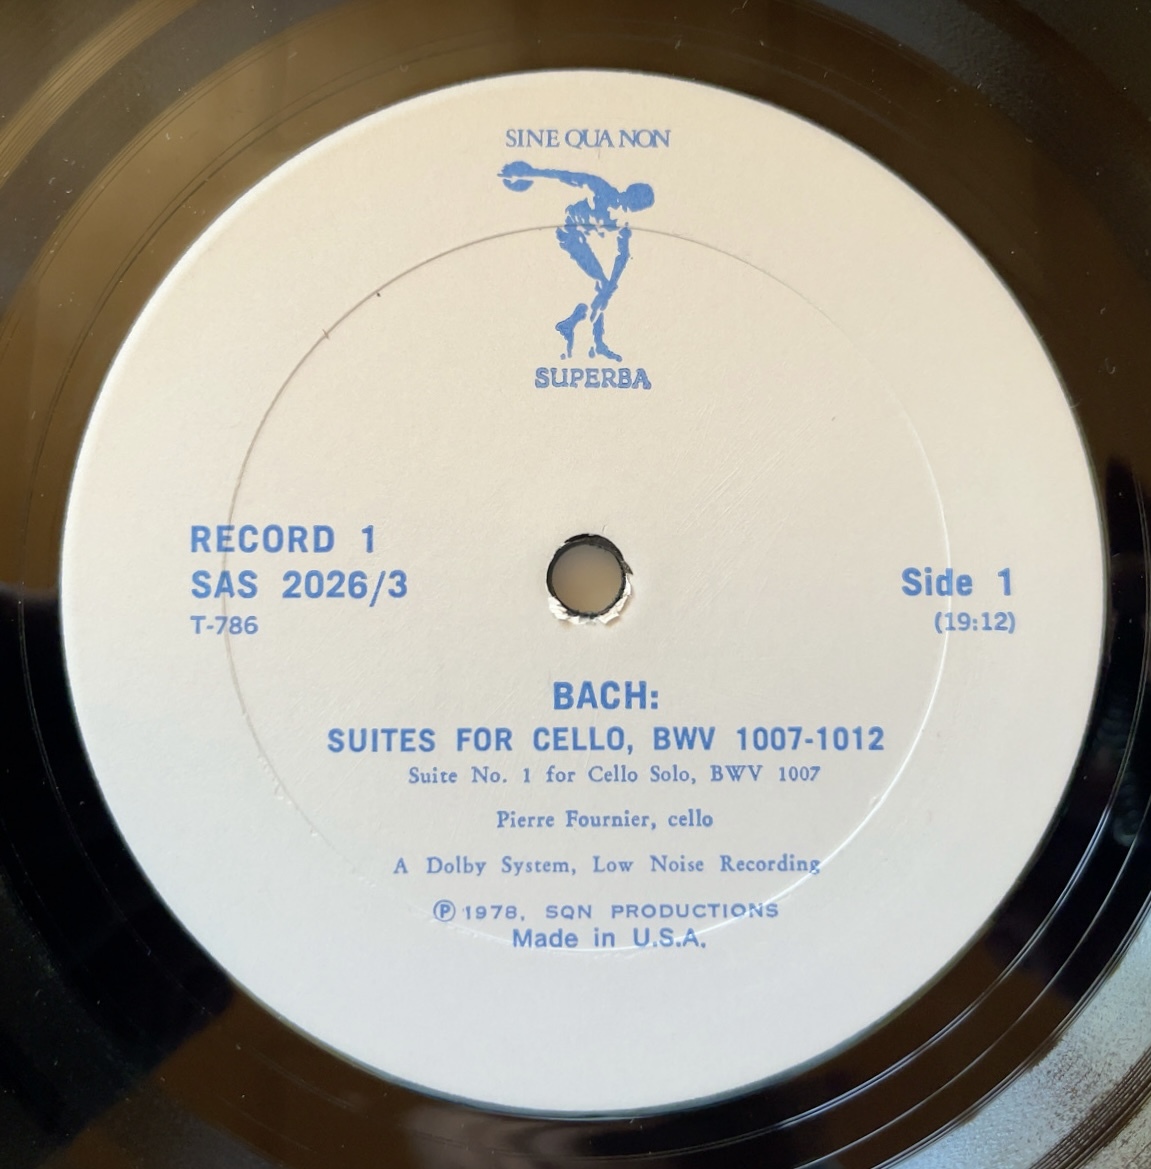 SINE QUA NON
SUPERBA
RECORD 1
SAS 2026/3
T-786
Side 1
(19:12)
BACH:
SUITES FOR CELLO, BWV 1007-1012
Suite No. 1 for Cello Solo, BWV 1007
Pierre Fournier, cello
A Dolby System, Low Noise Recording
Ⓟ 1978, SQN PRODUCTIONS
Made in U.S.A.